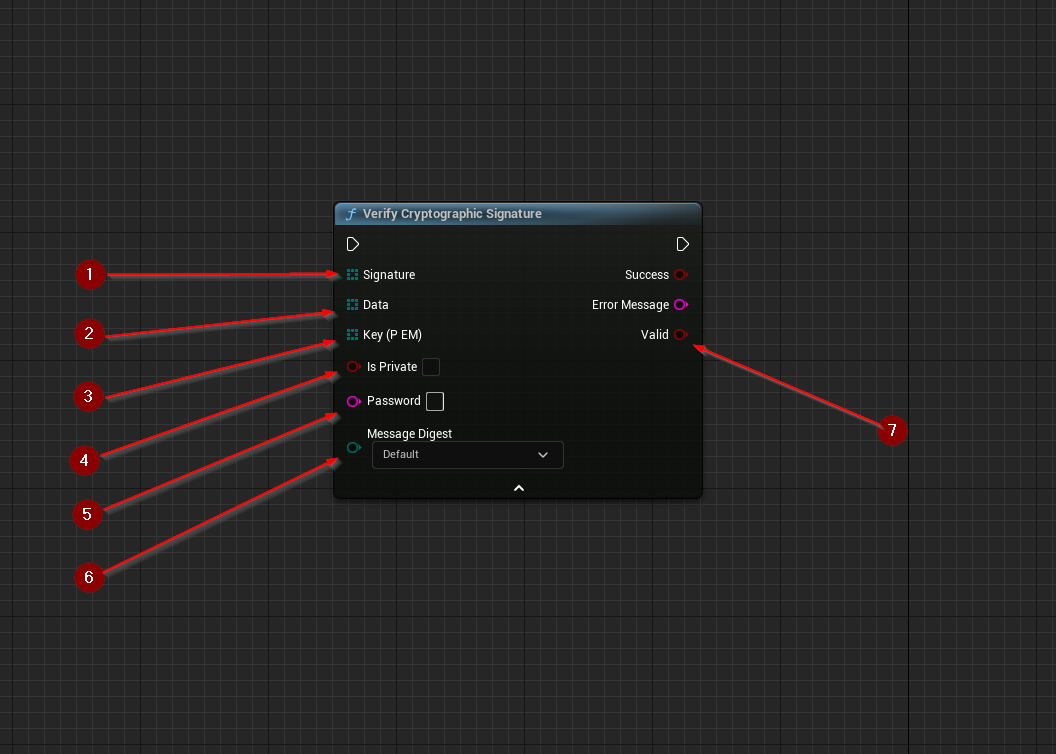 Verify Cryptographic Signature
1
Signature
Success
2
Data
Error Message
3
Key (P EM)
Valid
4
Is Private
5
Password
6
Message Digest
Default
7